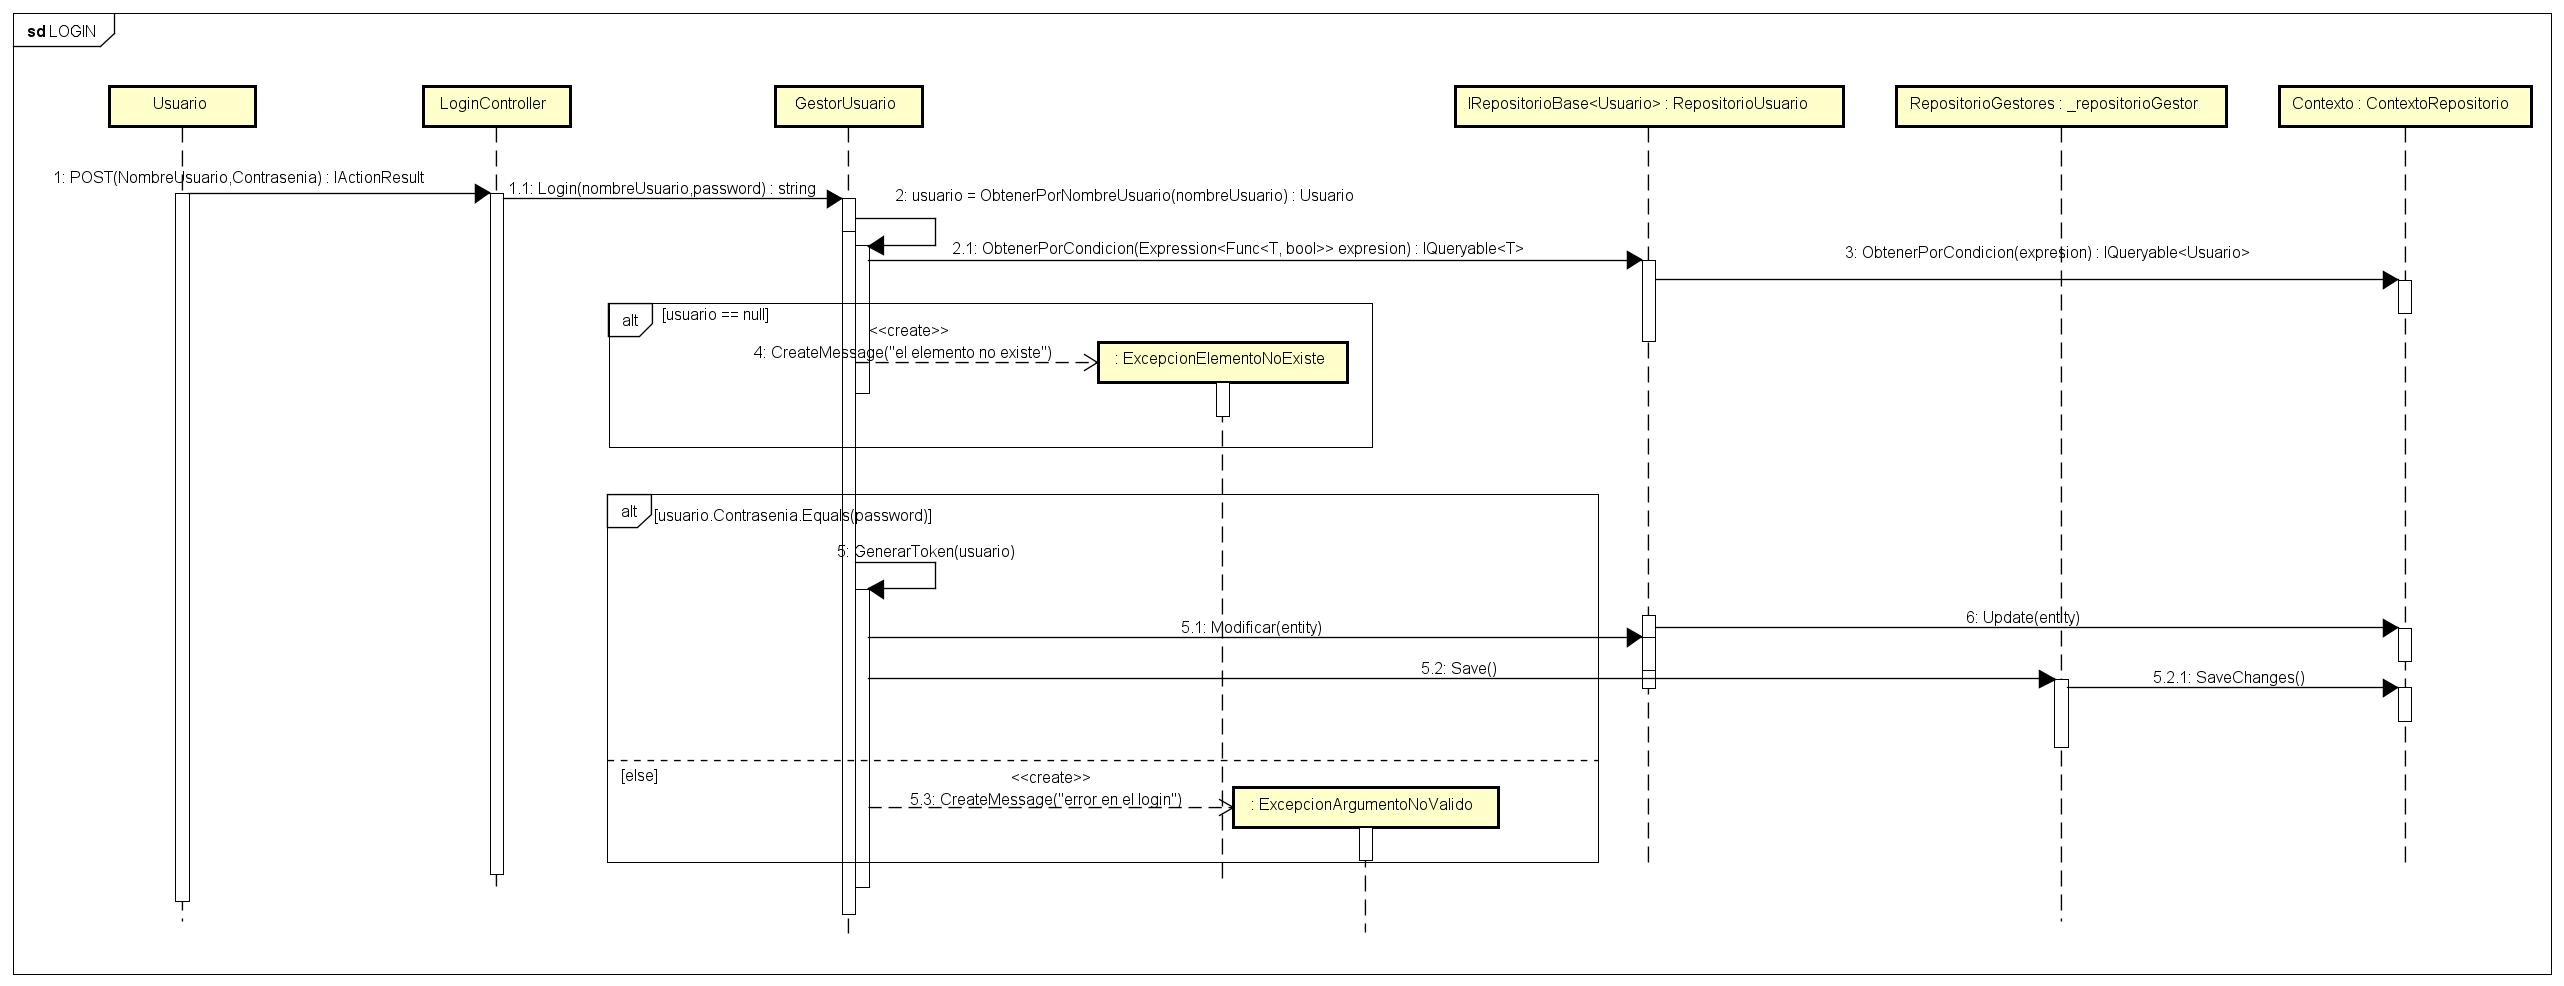 sd LOGIN
Usuario
LoginController
GestorUsuario
IRepositorioBase<Usuario> : RepositorioUsuario
RepositorioGestores : _repositorioGestor
Contexto : ContextoRepositorio
1: POST(NombreUsuario,Contrasenia) : IActionResult
1.1: Login(nombreUsuario,password) : string
2: usuario = ObtenerPorNombreUsuario(nombreUsuario) : Usuario
2.1: ObtenerPorCondicion(Expression<Func<T, bool>> expresion) : IQueryable<T>
3: ObtenerPorCondicion(expresion) : IQueryable<Usuario>
alt
[usuario == null]
<<create>>
4: CreateMessage("el elemento no existe")
: ExcepcionElementoNoExiste
alt
[usuario.Contrasenia.Equals(password)]
5: GenerarToken(usuario)
5.1: Modificar(entity)
6: Update(entity)
5.2: Save()
5.2.1: SaveChanges()
[else]
<<create>>
5.3: CreateMessage("error en el login")
: ExcepcionArgumentoNoValido